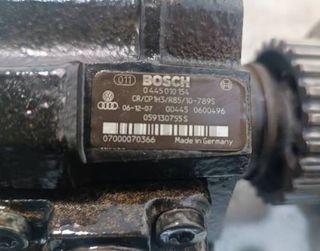 011 BOSCH
0 445 010 154
CR/CP1H3/R85/10-789S
06-12-07 00445 0600496
059130755S
07000070366 Made in Germany